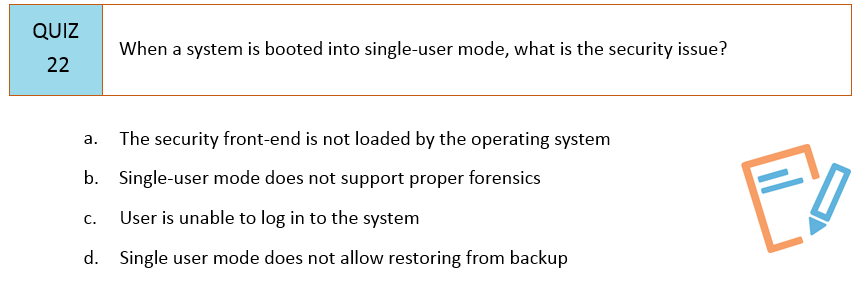 QUIZ
22
When a system is booted into single-user mode, what is the security issue?
a. The security front-end is not loaded by the operating system
b. Single-user mode does not support proper forensics
c. User is unable to log in to the system
d. Single user mode does not allow restoring from backup